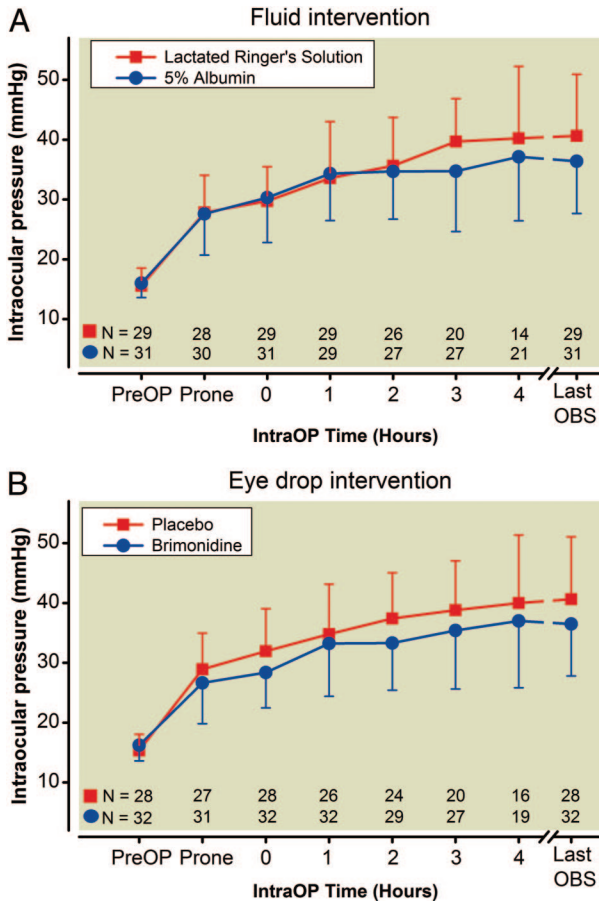 A
Fluid intervention
Intraocular pressure (mmHg)
Lactated Ringer's Solution
5% Albumin
50
40
30
20
10
N = 29 28 29 29 26 20 14 29
N = 31 30 31 29 27 27 21 31
PreOP Prone 0 1 2 3 4 Last
OBS
IntraOP Time (Hours)
B
Eye drop intervention
Intraocular pressure (mmHg)
Placebo
Brimonidine
50
40
30
20
10
N = 28 27 28 26 24 20 16 28
N = 32 31 32 32 29 27 19 32
PreOP Prone 0 1 2 3 4 Last
OBS
IntraOP Time (Hours)